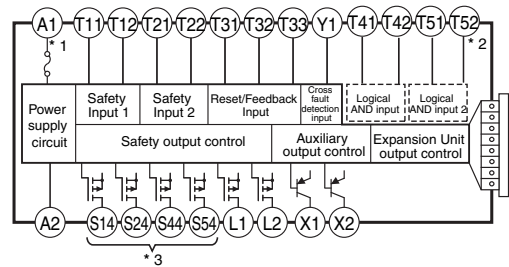 A1 T11 T12 T21 T22 T31 T32 T33 Y1 T41 T42 T51 T52
* 1
* 2
Power supply circuit
Safety Input 1
Safety Input 2
Reset/Feedback Input
Cross fault detection input
Logical AND input
Logical AND input 2
Safety output control
Auxiliary output control
Expansion Unit output control
A2 S14 S24 S44 S54 L1 L2 X1 X2
* 3